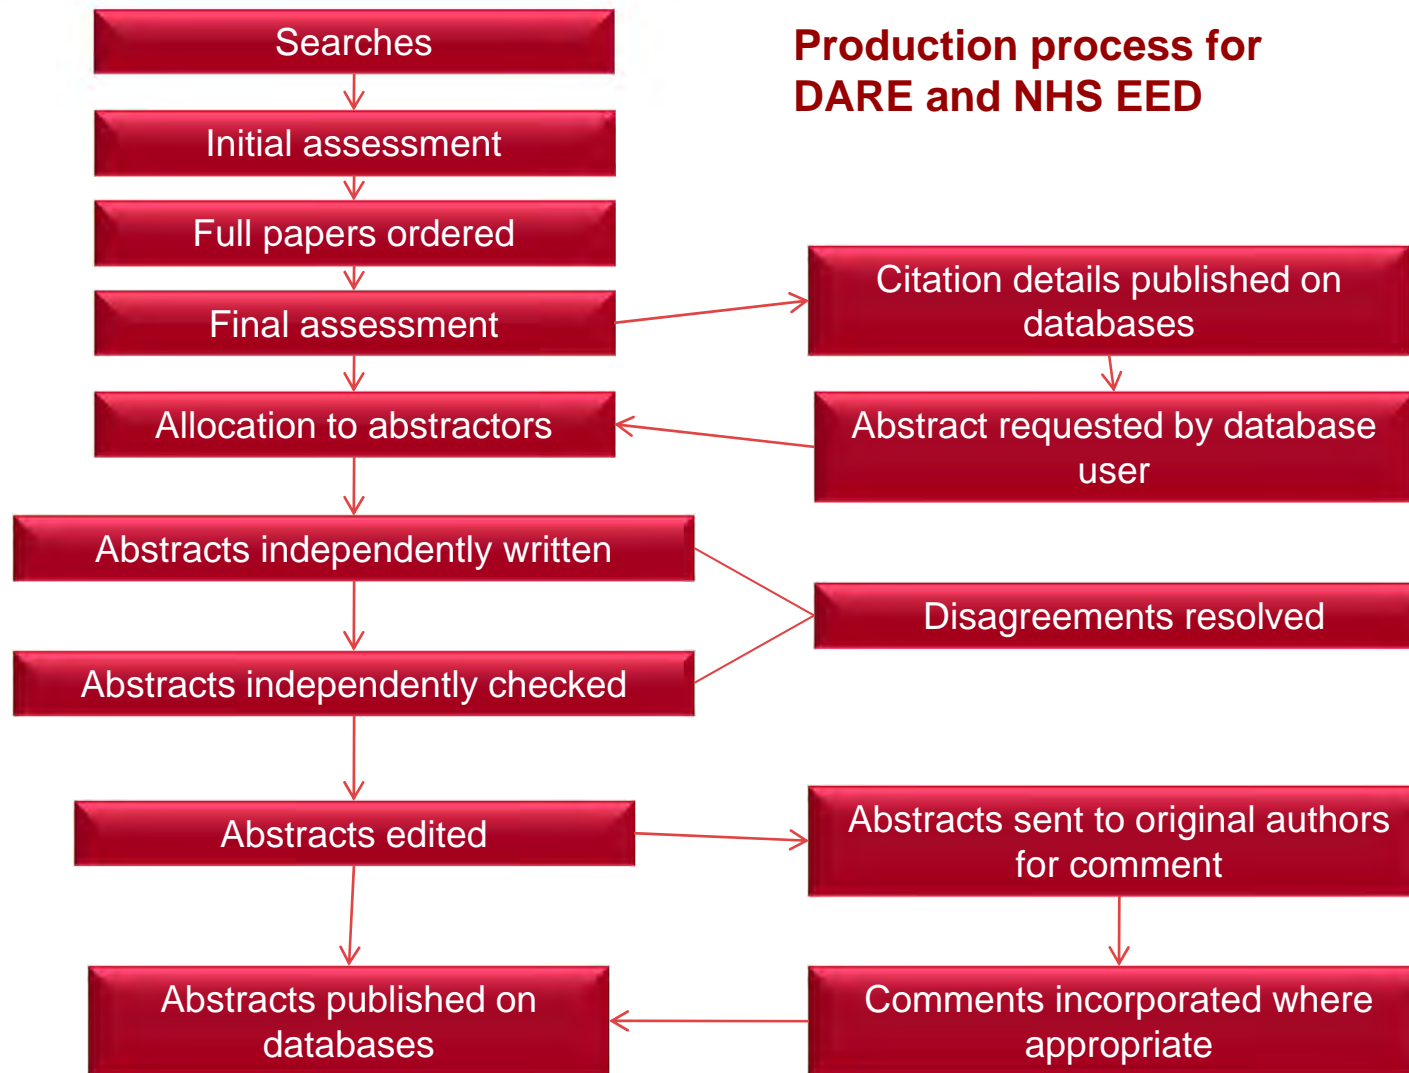 Production process for
DARE and NHS EED
Searches
Initial assessment
Full papers ordered
Final assessment
Citation details published on
databases
Allocation to abstractors
Abstract requested by database
user
Abstracts independently written
Disagreements resolved
Abstracts independently checked
Abstracts edited
Abstracts sent to original authors
for comment
Abstracts published on
databases
Comments incorporated where
appropriate